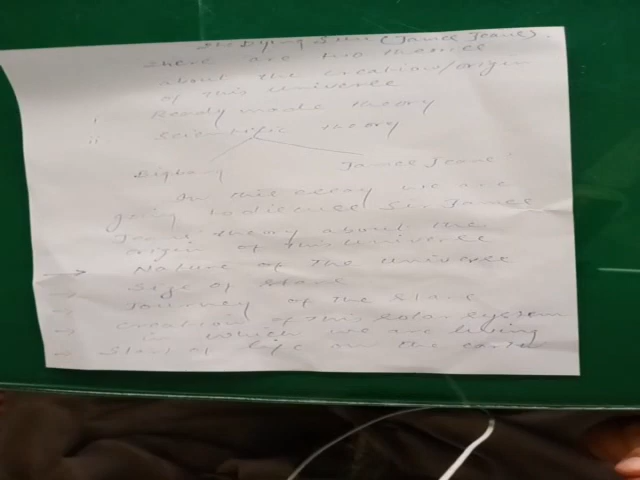 The Dying Sun (James Jeans).
There are two theories
about the creation/origin
of this Universe
i Ready made theory
ii Scientific theory
Bigbang James Jeans'
In this essay we are
going to discuss Sir James
Jeans' theory about the
origin of this Universe
→ Nature of the Universe
→ Size of stars
→ Journey of the stars
→ Creation of this solar system
in which we are living
→ Start of life on the earth